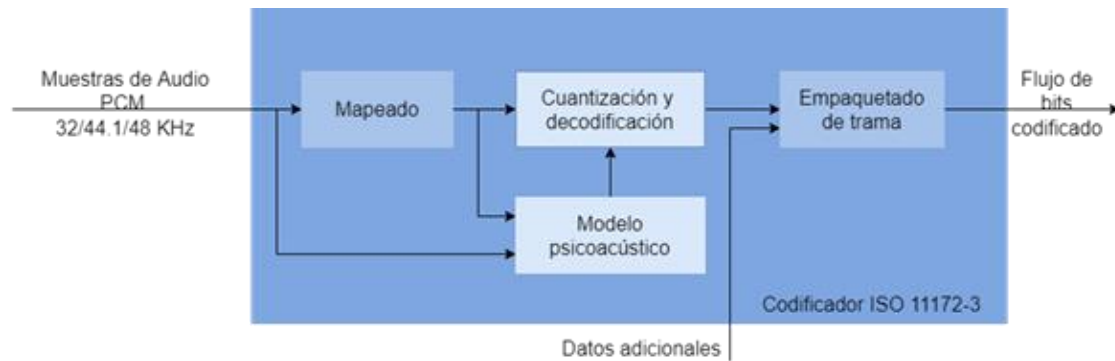 Muestras de Audio
PCM
32/44.1/48 KHz
Mapeado
Cuantización y
decodificación
Empaquetado
de trama
Flujo de
bits
codificado
Modelo
psicoacústico
Codificador ISO 11172-3
Datos adicionales